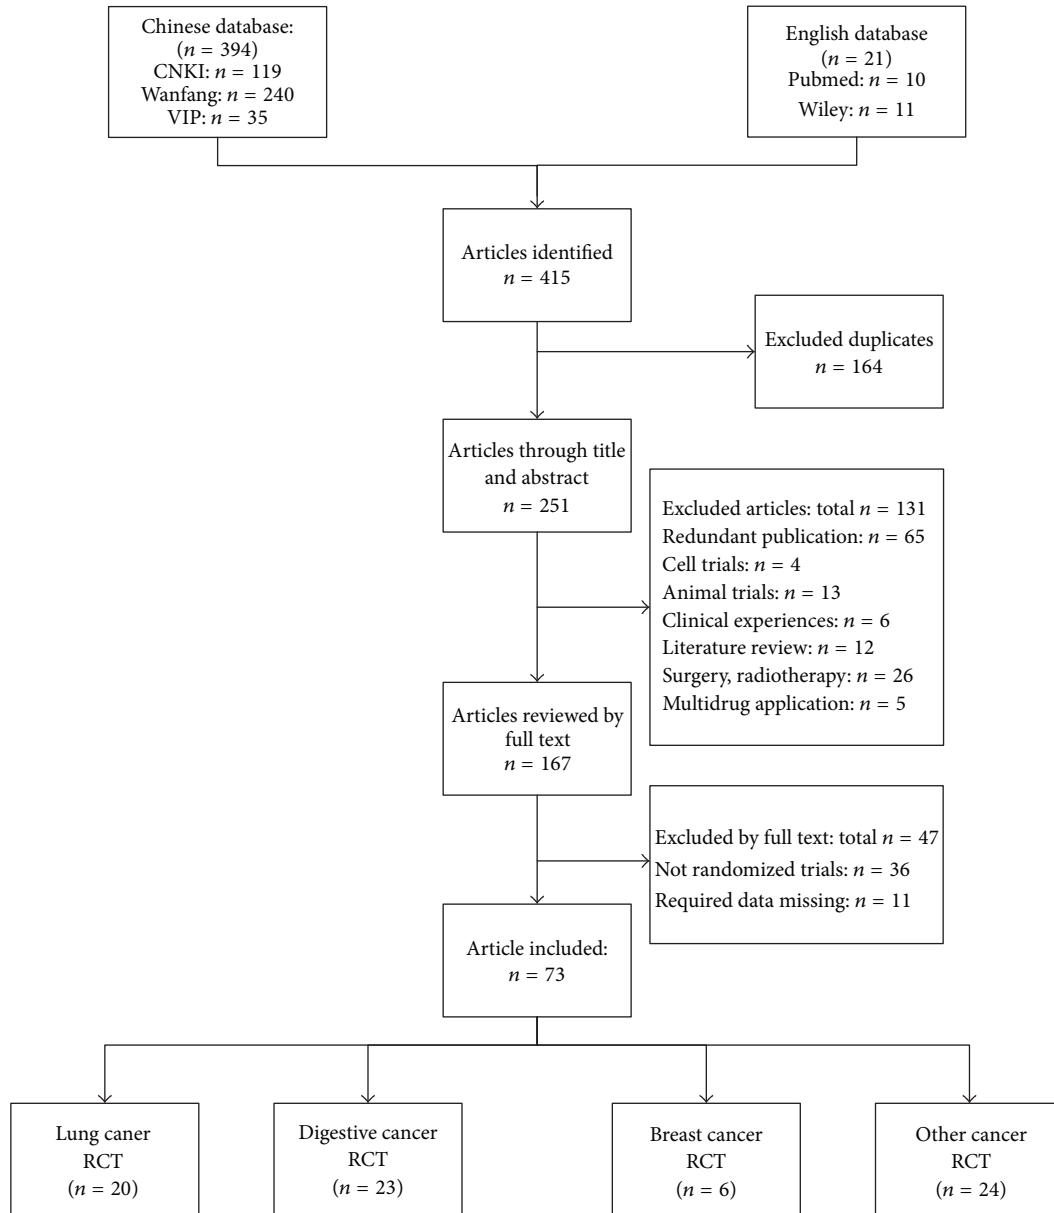 Chinese database:
(n = 394)
CNKI: n = 119
Wanfang: n = 240
VIP: n = 35
English database
(n = 21)
Pubmed: n = 10
Wiley: n = 11
Articles identified
n = 415
Excluded duplicates
n = 164
Articles through title
and abstract
n = 251
Excluded articles: total n = 131
Redundant publication: n = 65
Cell trials: n = 4
Animal trials: n = 13
Clinical experiences: n = 6
Literature review: n = 12
Surgery, radiotherapy: n = 26
Multidrug application: n = 5
Articles reviewed by
full text
n = 167
Excluded by full text: total n = 47
Not randomized trials: n = 36
Required data missing: n = 11
Article included:
n = 73
Lung caner
RCT
(n = 20)
Digestive cancer
RCT
(n = 23)
Breast cancer
RCT
(n = 6)
Other cancer
RCT
(n = 24)